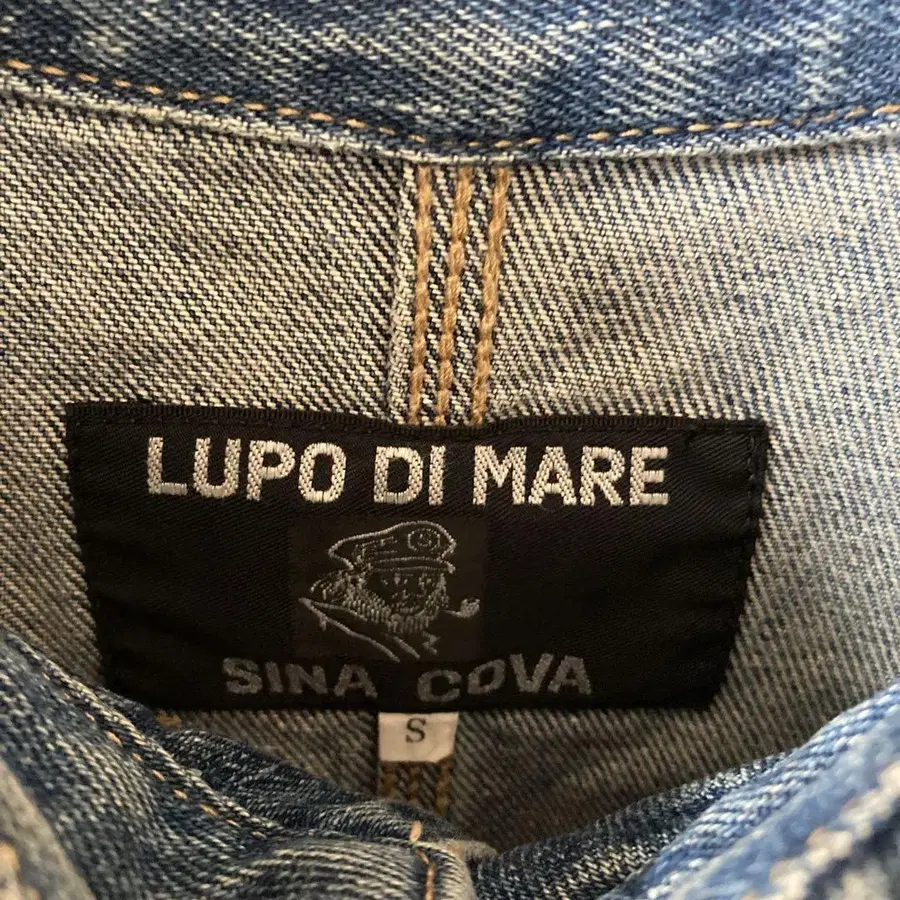 LUPO DI MARE
SINA COVA
S